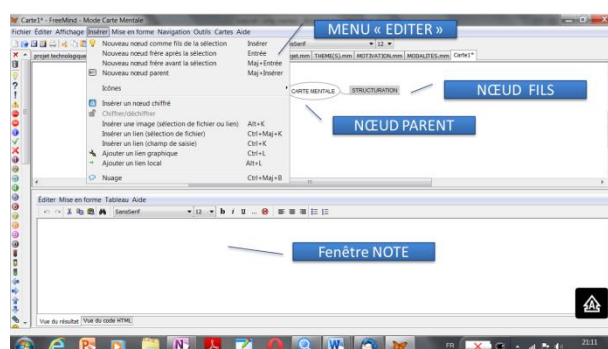 Carte1* - FreeMind - Mode Carte Mentale
Fichier Éditer Affichage Insérer Mise en forme Navigation Outils Cartes Aide
MENU « EDITER »
Nouveau nœud comme fils de la sélection Insérer
Nouveau nœud frère après la sélection Entrée
Nouveau nœud frère avant la sélection Maj+Entrée
Nouveau nœud parent Maj+Insérer
Icônes
Insérer un nœud chiffré
Chiffrer/déchiffrer
Insérer une image (sélection de fichier ou lien) Alt+K
Insérer un lien (sélection de fichier) Ctrl+Maj+K
Insérer un lien (champ de saisie) Ctrl+K
Ajouter un lien graphique Ctrl+L
Ajouter un lien local Alt+L
Nuage Ctrl+Maj+B
SansSerif 12
projet technologique
THEME(S).mm MOTIVATION.mm MODALITES.mm Carte1*
CARTE MENTALE STRUCTURATION
NŒUD FILS
NŒUD PARENT
Éditer Mise en forme Tableau Aide
SansSerif 12 b i u
Fenêtre NOTE
Vue du résultat Vue du code HTML
FR 21:11